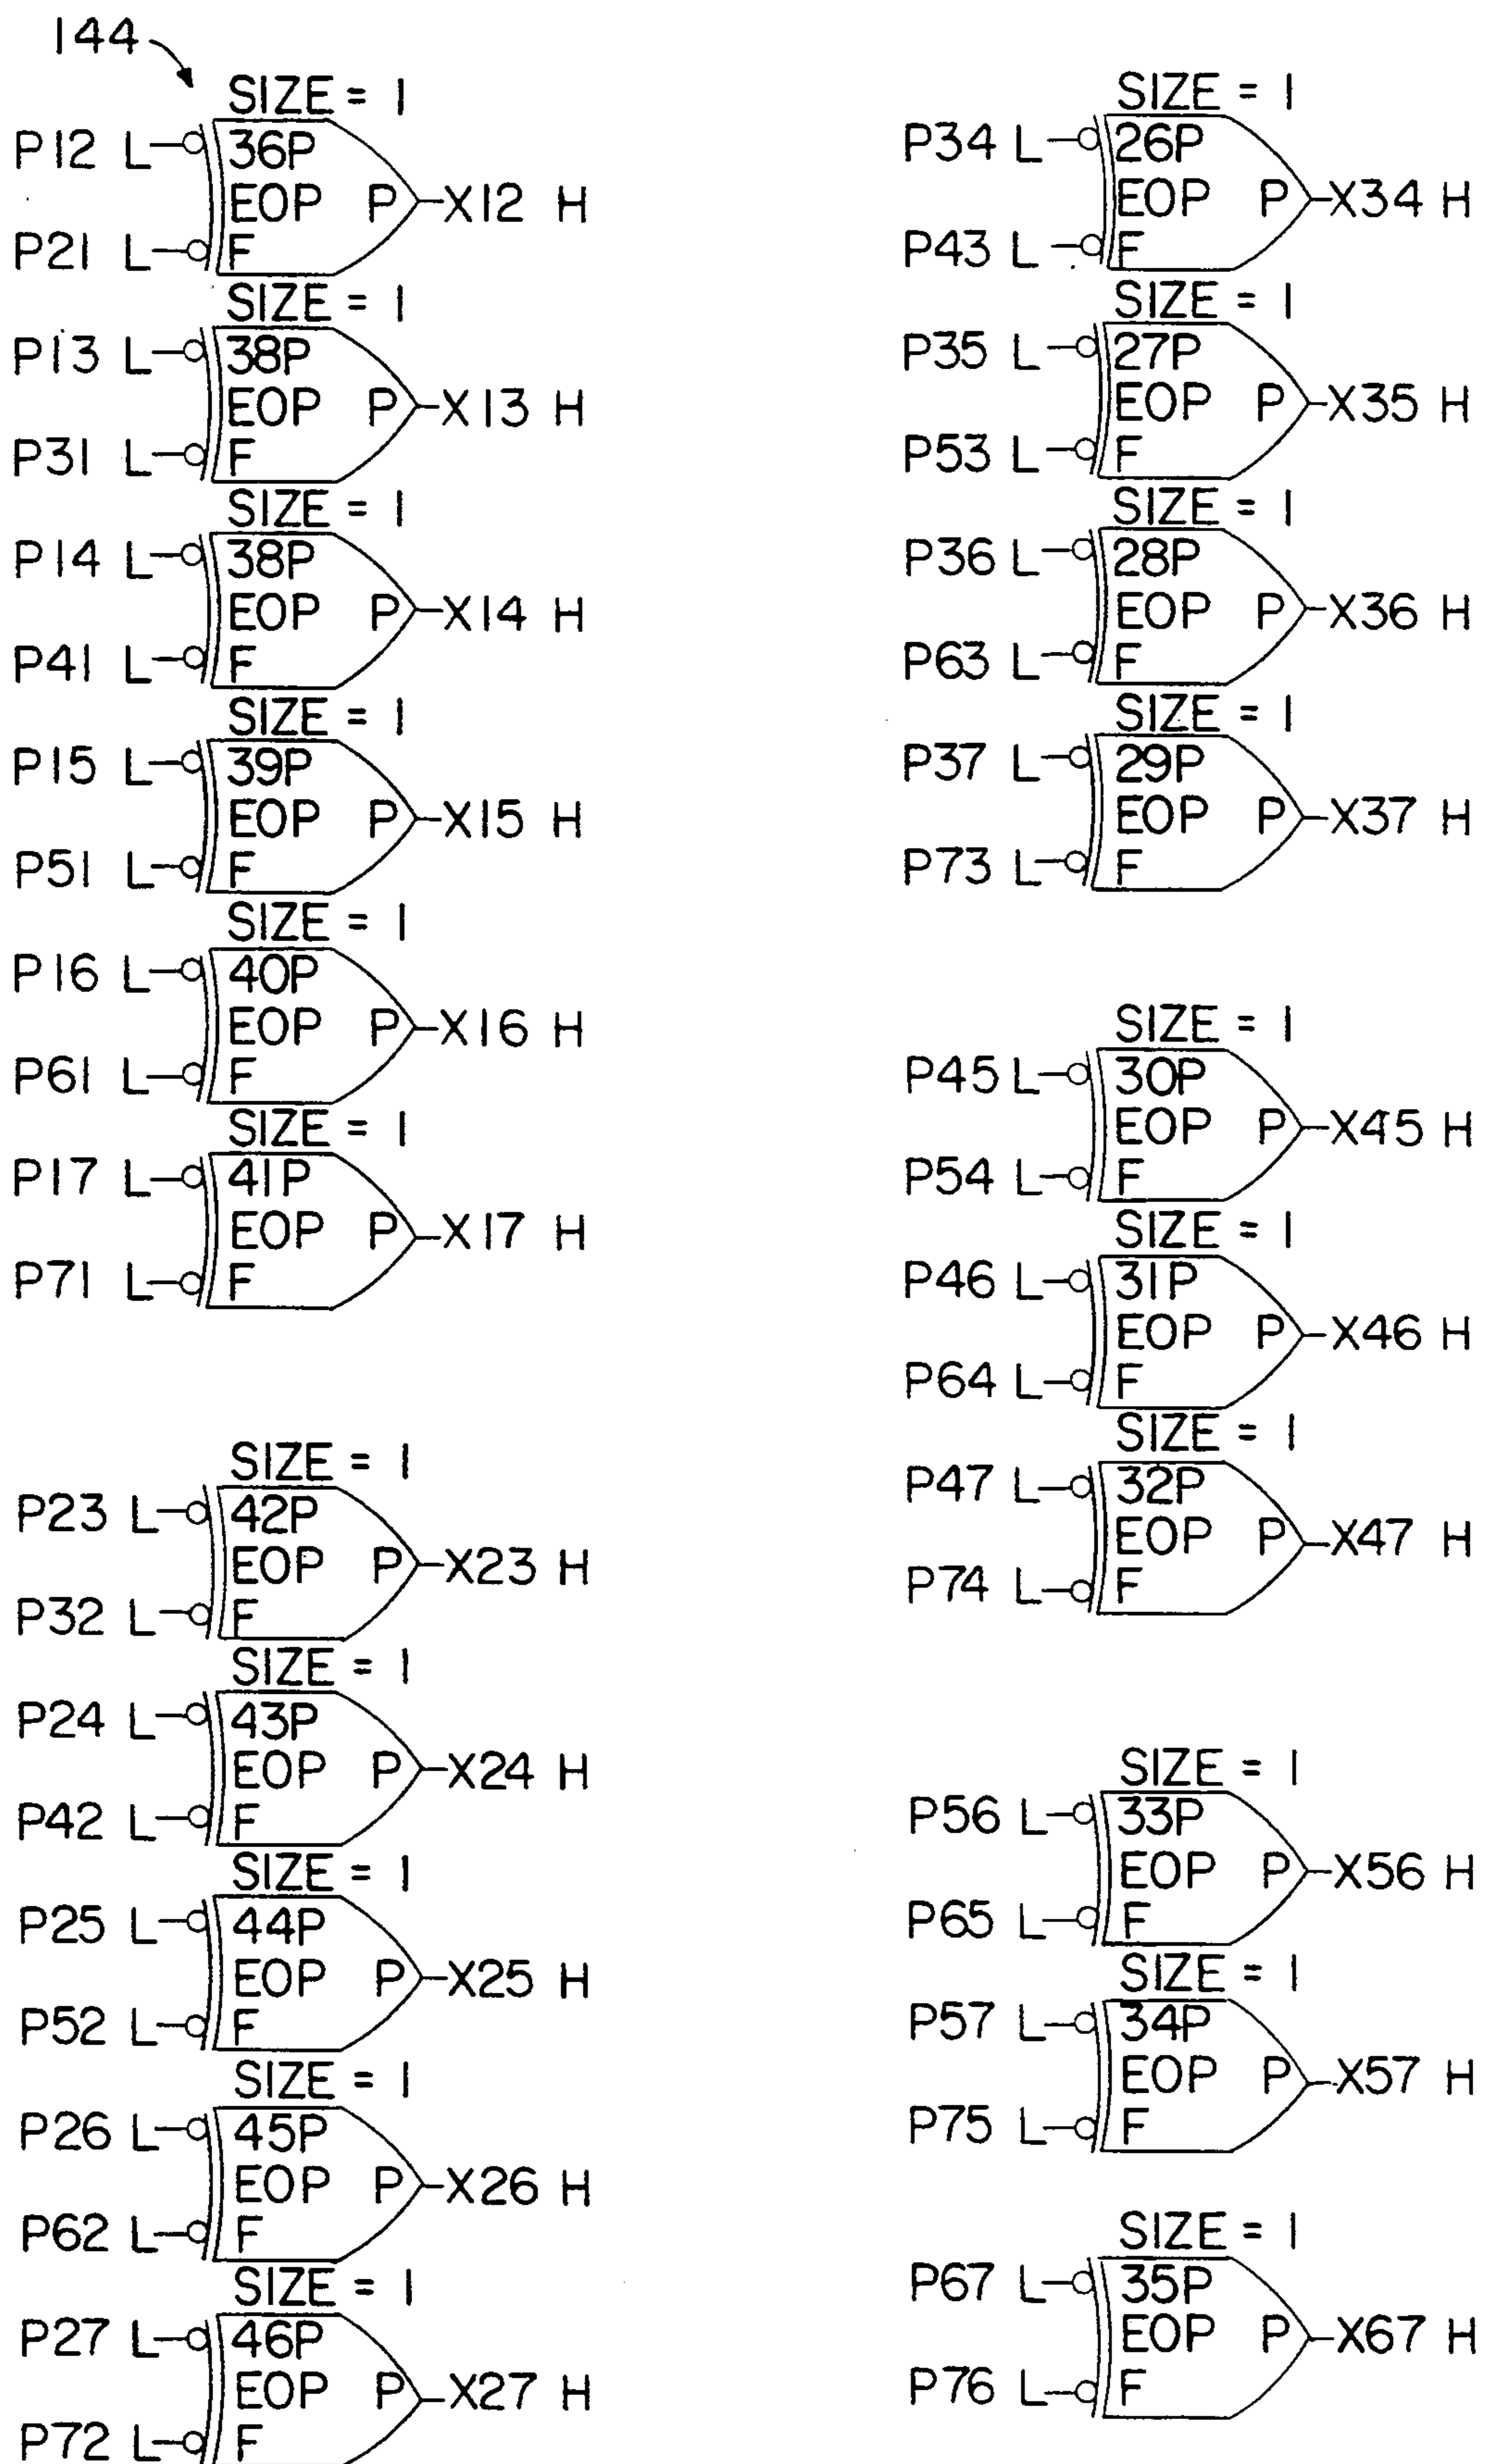 144
SIZE = 1
P12 L 36P
EOP P X12 H
P21 L F
SIZE = 1
P13 L 38P
EOP P X13 H
P31 L F
SIZE = 1
P14 L 38P
EOP P X14 H
P41 L F
SIZE = 1
P15 L 39P
EOP P X15 H
P51 L F
SIZE = 1
P16 L 40P
EOP P X16 H
P61 L F
SIZE = 1
P17 L 41P
EOP P X17 H
P71 L F
SIZE = 1
P23 L 42P
EOP P X23 H
P32 L F
SIZE = 1
P24 L 43P
EOP P X24 H
P42 L F
SIZE = 1
P25 L 44P
EOP P X25 H
P52 L F
SIZE = 1
P26 L 45P
EOP P X26 H
P62 L F
SIZE = 1
P27 L 46P
EOP P X27 H
P72 L F
SIZE = 1
P34 L 26P
EOP P X34 H
P43 L F
SIZE = 1
P35 L 27P
EOP P X35 H
P53 L F
SIZE = 1
P36 L 28P
EOP P X36 H
P63 L F
SIZE = 1
P37 L 29P
EOP P X37 H
P73 L F
SIZE = 1
P45 L 30P
EOP P X45 H
P54 L F
SIZE = 1
P46 L 31P
EOP P X46 H
P64 L F
SIZE = 1
P47 L 32P
EOP P X47 H
P74 L F
SIZE = 1
P56 L 33P
EOP P X56 H
P65 L F
SIZE = 1
P57 L 34P
EOP P X57 H
P75 L F
SIZE = 1
P67 L 35P
EOP P X67 H
P76 L F